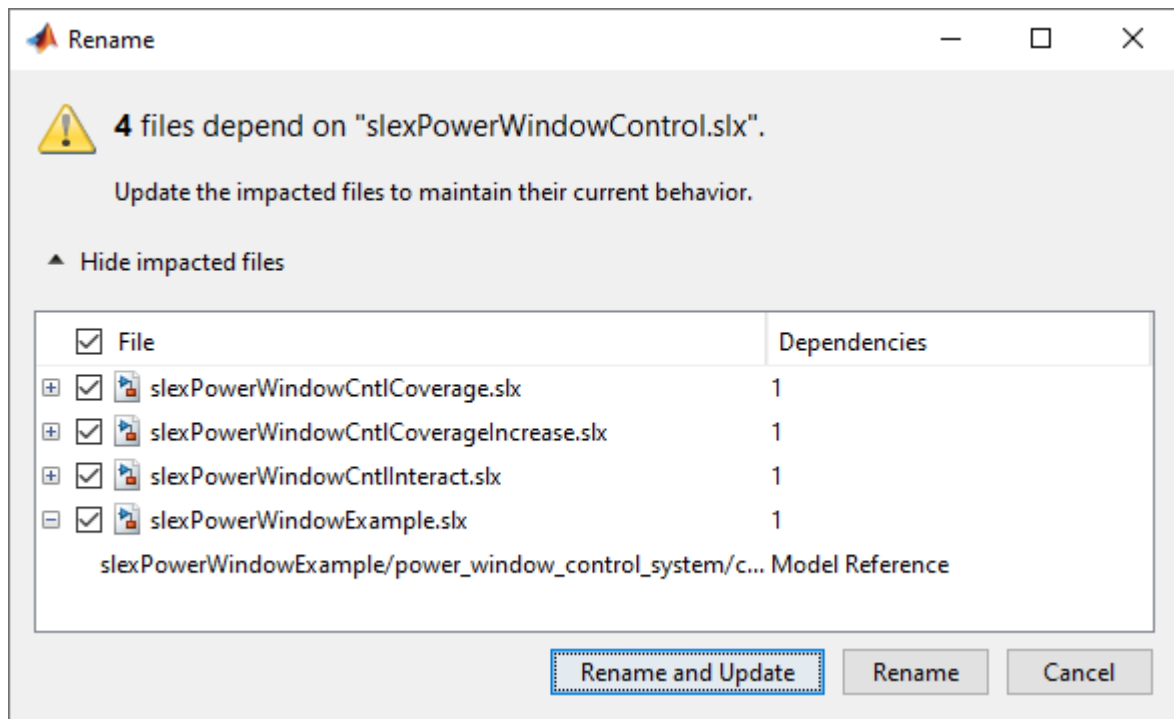 Rename
4 files depend on "slexPowerWindowControl.slx".
Update the impacted files to maintain their current behavior.
Hide impacted files
File Dependencies
slexPowerWindowCntlCoverage.slx 1
slexPowerWindowCntlCoverageIncrease.slx 1
slexPowerWindowCntlInteract.slx 1
slexPowerWindowExample.slx 1
slexPowerWindowExample/power_window_control_system/c... Model Reference
Rename and Update Rename Cancel